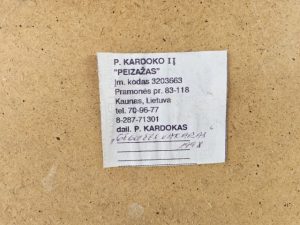 P. KARDOKO IĮ
"PEIZAŽAS"
Įm. kodas 3203663
Pramonės pr. 83-118
Kaunas, Lietuva
tel. 70-96-77
8-287-71301
dail. P. KARDOKAS
VAKARAS"
1998